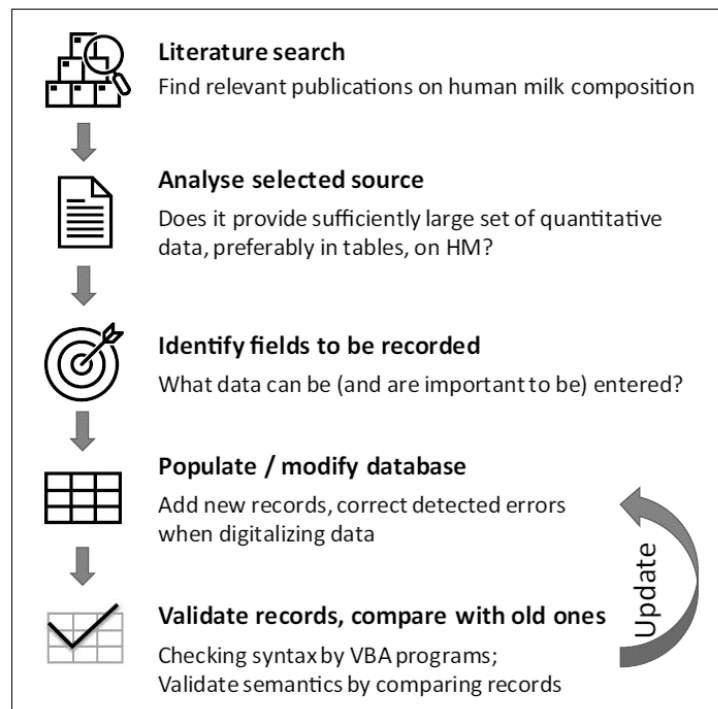 Literature search
Find relevant publications on human milk composition
Analyse selected source
Does it provide sufficiently large set of quantitative
data, preferably in tables, on HM?
Identify fields to be recorded
What data can be (and are important to be) entered?
Populate / modify database
Add new records, correct detected errors
when digitalizing data
Update
Validate records, compare with old ones
Checking syntax by VBA programs;
Validate semantics by comparing records